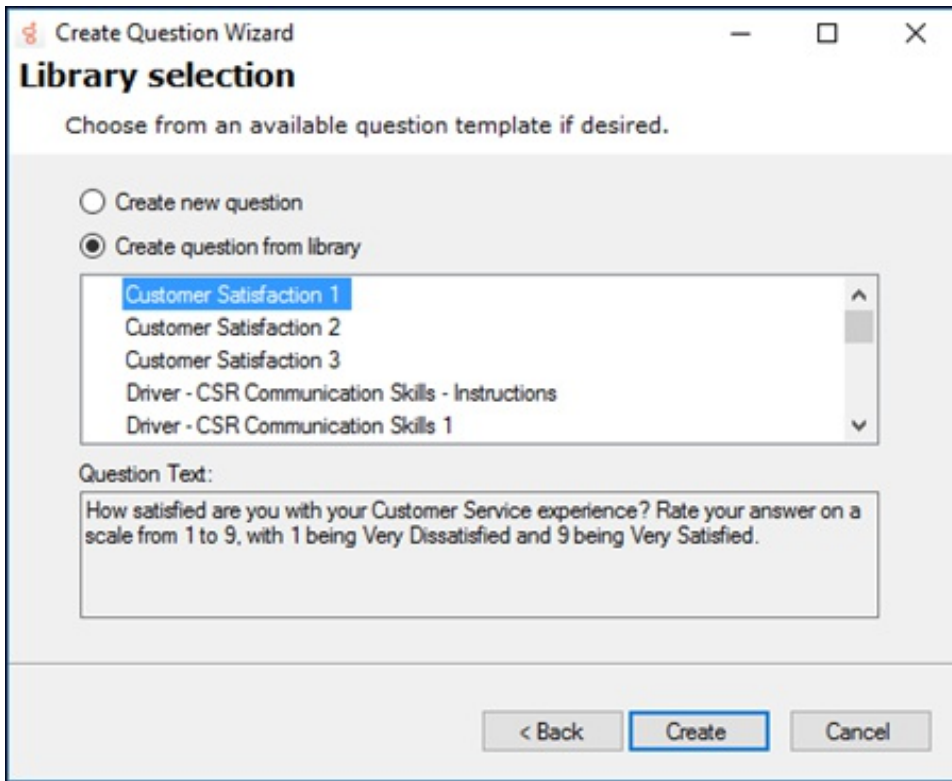 Create Question Wizard
Library selection
Choose from an available question template if desired.
Create new question
Create question from library
Customer Satisfaction 1
Customer Satisfaction 2
Customer Satisfaction 3
Driver - CSR Communication Skills - Instructions
Driver - CSR Communication Skills 1
Question Text:
How satisfied are you with your Customer Service experience? Rate your answer on a
scale from 1 to 9, with 1 being Very Dissatisfied and 9 being Very Satisfied.
< Back
Create
Cancel